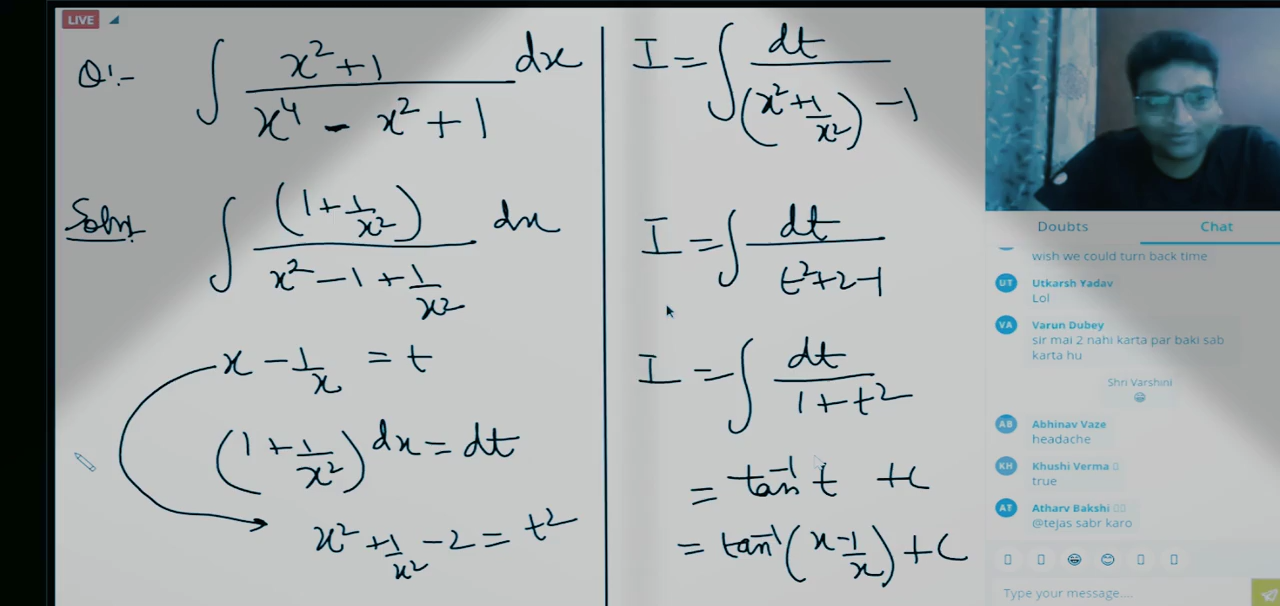 LIVE
Q:- ∫ (x²+1)/(x⁴ - x² + 1) dx
Soln ∫ (1+1/x²)/(x² - 1 + 1/x²) dx
x - 1/x = t
(1+1/x²) dx = dt
x² + 1/x² - 2 = t²
I = ∫ dt/((x²+1/x²) - 1)
I = ∫ dt/(t²+2-1)
I = ∫ dt/(1+t²)
= tan⁻¹ t + c
= tan⁻¹(x - 1/x) + C
Doubts Chat
wish we could turn back time
UT Utkarsh Yadav
Lol
VA Varun Dubey
sir mai 2 nahi karta par baki sab
karta hu
Shri Varshini
😁
AB Abhinav Vaze
headache
KH Khushi Verma
true
AT Atharv Bakshi
@tejas sabr karo
Type your message....